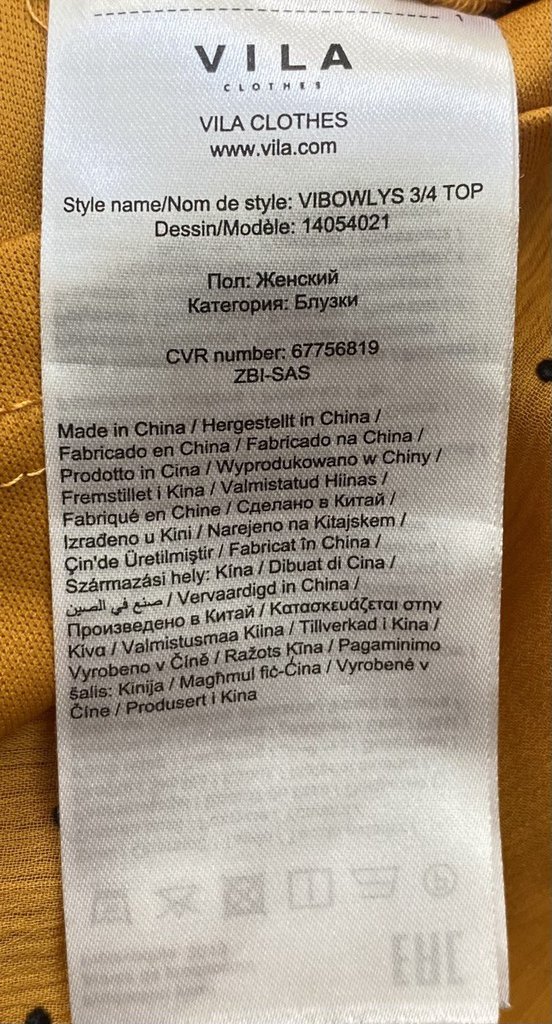 VILA
CLOTHES
VILA CLOTHES
www.vila.com
Style name/Nom de style: VIBOWLYS 3/4 TOP
Dessin/Modèle: 14054021
Пол: Женский
Категория: Блузки
CVR number: 67756819
ZBI-SAS
Made in China / Hergestellt in China /
Fabricado en China / Fabricado na China /
Prodotto in Cina / Wyprodukowano w Chiny /
Fremstillet i Kina / Valmistatud Hiinas /
Fabriqué en Chine / Сделано в Китай /
Izrađeno u Kini / Narejeno na Kitajskem /
Çin'de Üretilmiştir / Fabricat în China /
Származási hely: Kína / Dibuat di Cina /
صنع في الصين / Vervaardigd in China /
Произведено в Китай / Κατασκευάζεται στην
Κίνα / Valmistusmaa Kiina / Tillverkad i Kina /
Vyrobeno v Číně / Ražots Ķīna / Pagaminimo
šalis: Kinija / Magħmul fiċ-Ċina / Vyrobené v
Číne / Produsert i Kina